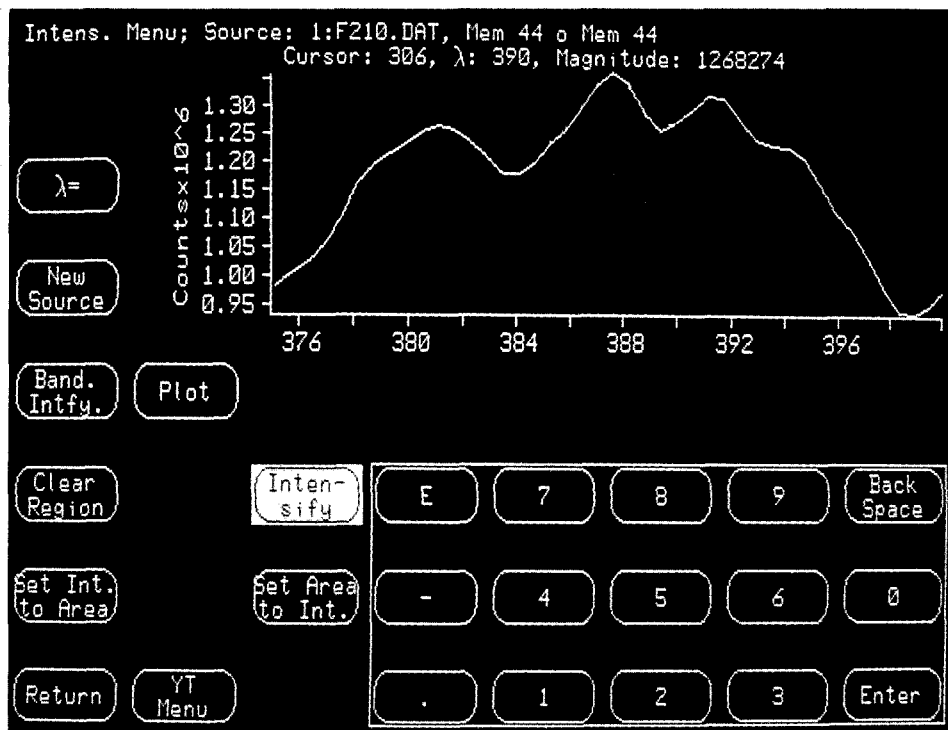 Intens. Menu; Source: 1:F210.DAT, Mem 44 o Mem 44
Cursor: 306, λ: 390, Magnitude: 1268274
Counts×10^6
1.30
1.25
1.20
1.15
1.10
1.05
1.00
0.95
376 380 384 388 392 396
λ=
New
Source
Band.
Intfy.
Plot
Clear
Region
Inten-
sify
E 7 8 9
Back
Space
Set Int.
to Area
Set Area
to Int.
- 4 5 6 0
Return
YT
Menu
. 1 2 3 Enter